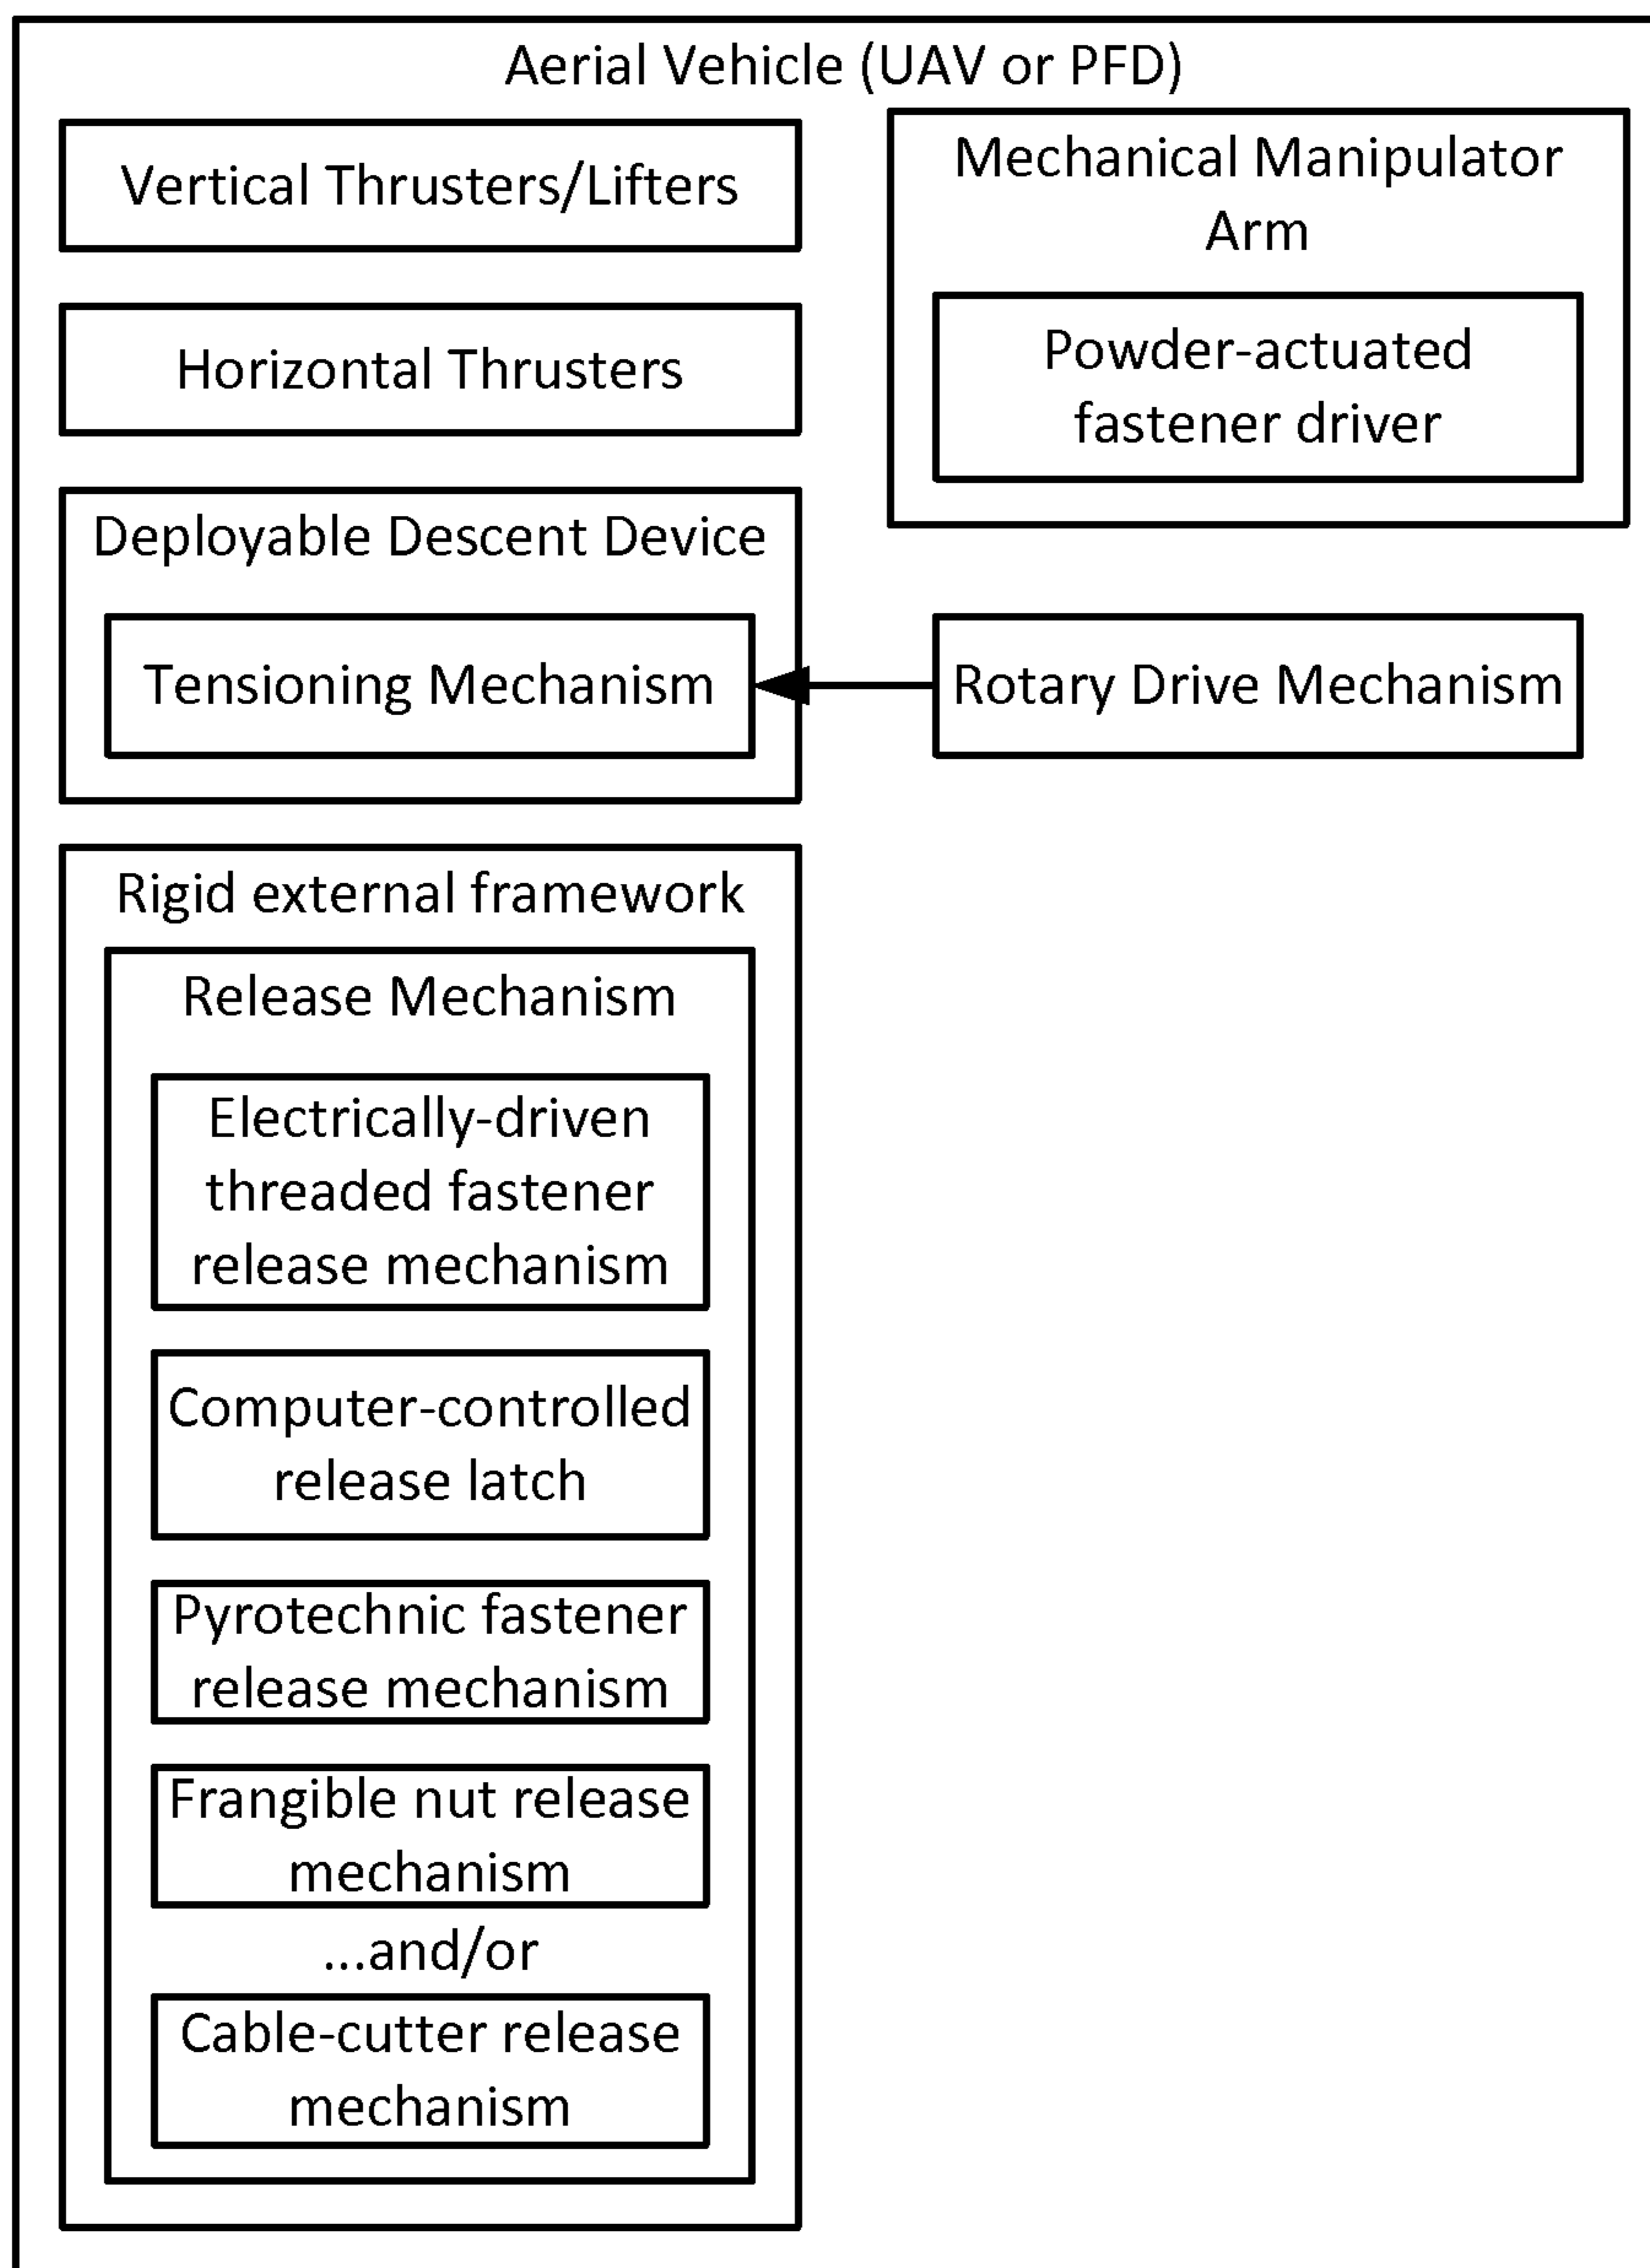 Aerial Vehicle (UAV or PFD)
Vertical Thrusters/Lifters
Horizontal Thrusters
Mechanical Manipulator
Arm
Powder-actuated
fastener driver
Deployable Descent Device
Tensioning Mechanism
Rotary Drive Mechanism
Rigid external framework
Release Mechanism
Electrically-driven
threaded fastener
release mechanism
Computer-controlled
release latch
Pyrotechnic fastener
release mechanism
Frangible nut release
mechanism
...and/or
Cable-cutter release
mechanism